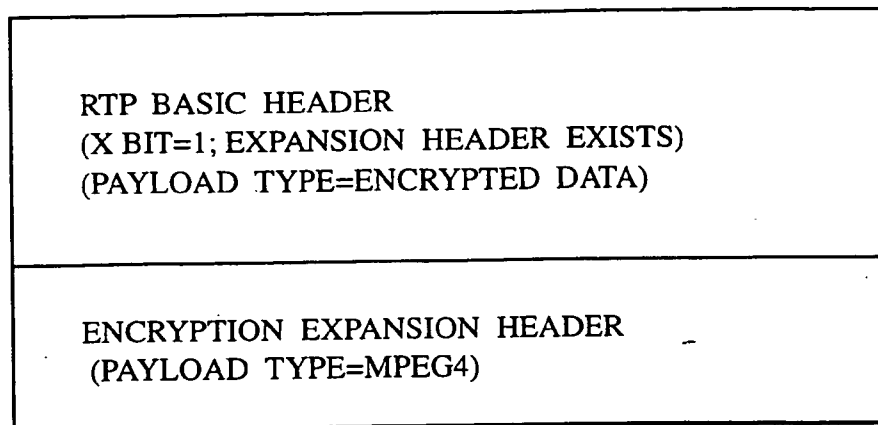 RTP BASIC HEADER
(X BIT=1; EXPANSION HEADER EXISTS)
(PAYLOAD TYPE=ENCRYPTED DATA)
ENCRYPTION EXPANSION HEADER
(PAYLOAD TYPE=MPEG4)